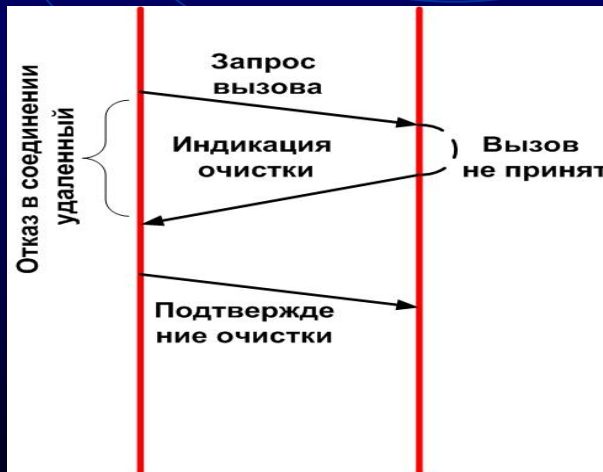 Запрос
вызова
Отказ в соединении
удаленный
Индикация
очистки
Вызов
не принят
Подтвержде
ние очистки